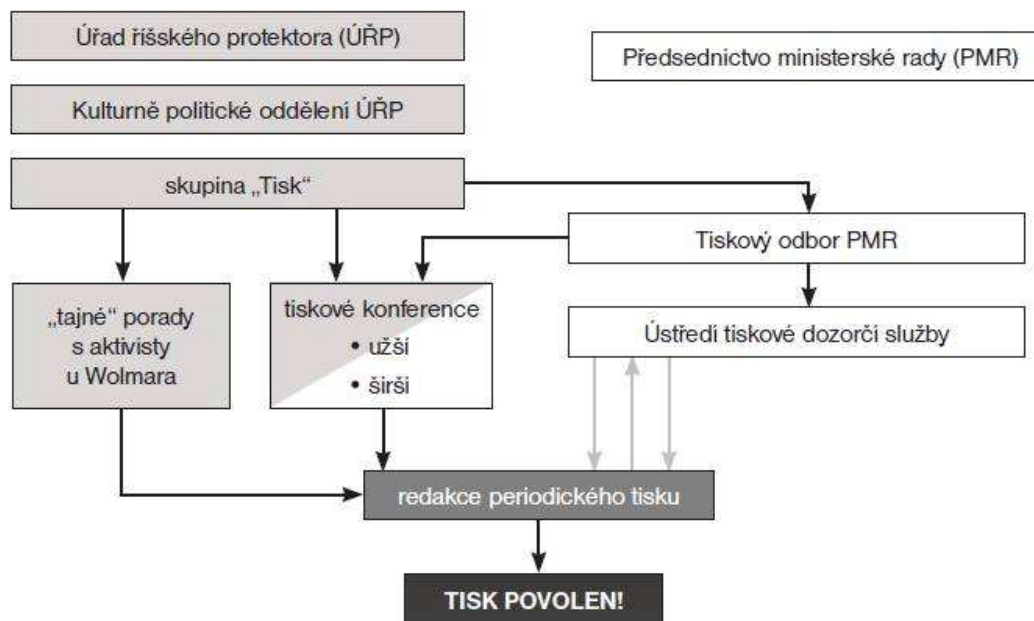 Úřad říšského protektora (ÚŘP)
Předsednictvo ministerské rady (PMR)
Kulturně politické oddělení ÚŘP
skupina „Tisk“
Tiskový odbor PMR
„tajné“ porady
s aktivisty
u Wolmara
tiskové konference
• užší
• širší
Ústředí tiskové dozorčí služby
redakce periodického tisku
TISK POVOLEN!